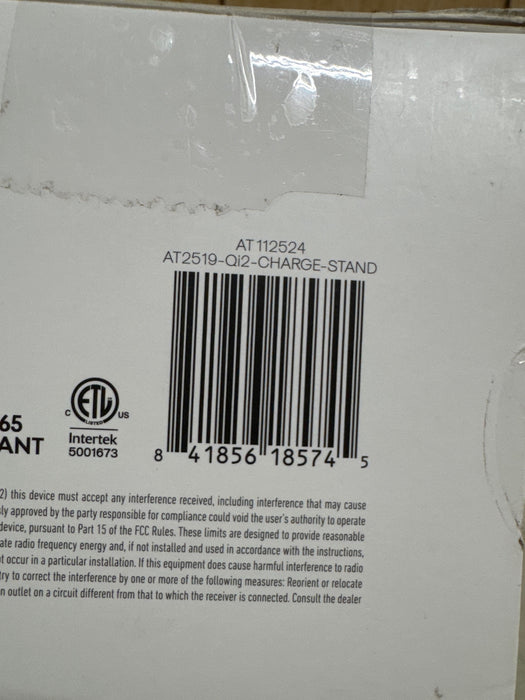 AT 112524
AT2519-Qi2-CHARGE-STAND
65
ANT
C ETL US
LISTED
Intertek
5001673
8 41856 18574 5
2) this device must accept any interference received, including interference that may cause
ly approved by the party responsible for compliance could void the user's authority to operate
device, pursuant to Part 15 of the FCC Rules. These limits are designed to provide reasonable
ate radio frequency energy and, if not installed and used in accordance with the instructions,
t occur in a particular installation. If this equipment does cause harmful interference to radio
try to correct the interference by one or more of the following measures: Reorient or relocate
n outlet on a circuit different from that to which the receiver is connected. Consult the dealer